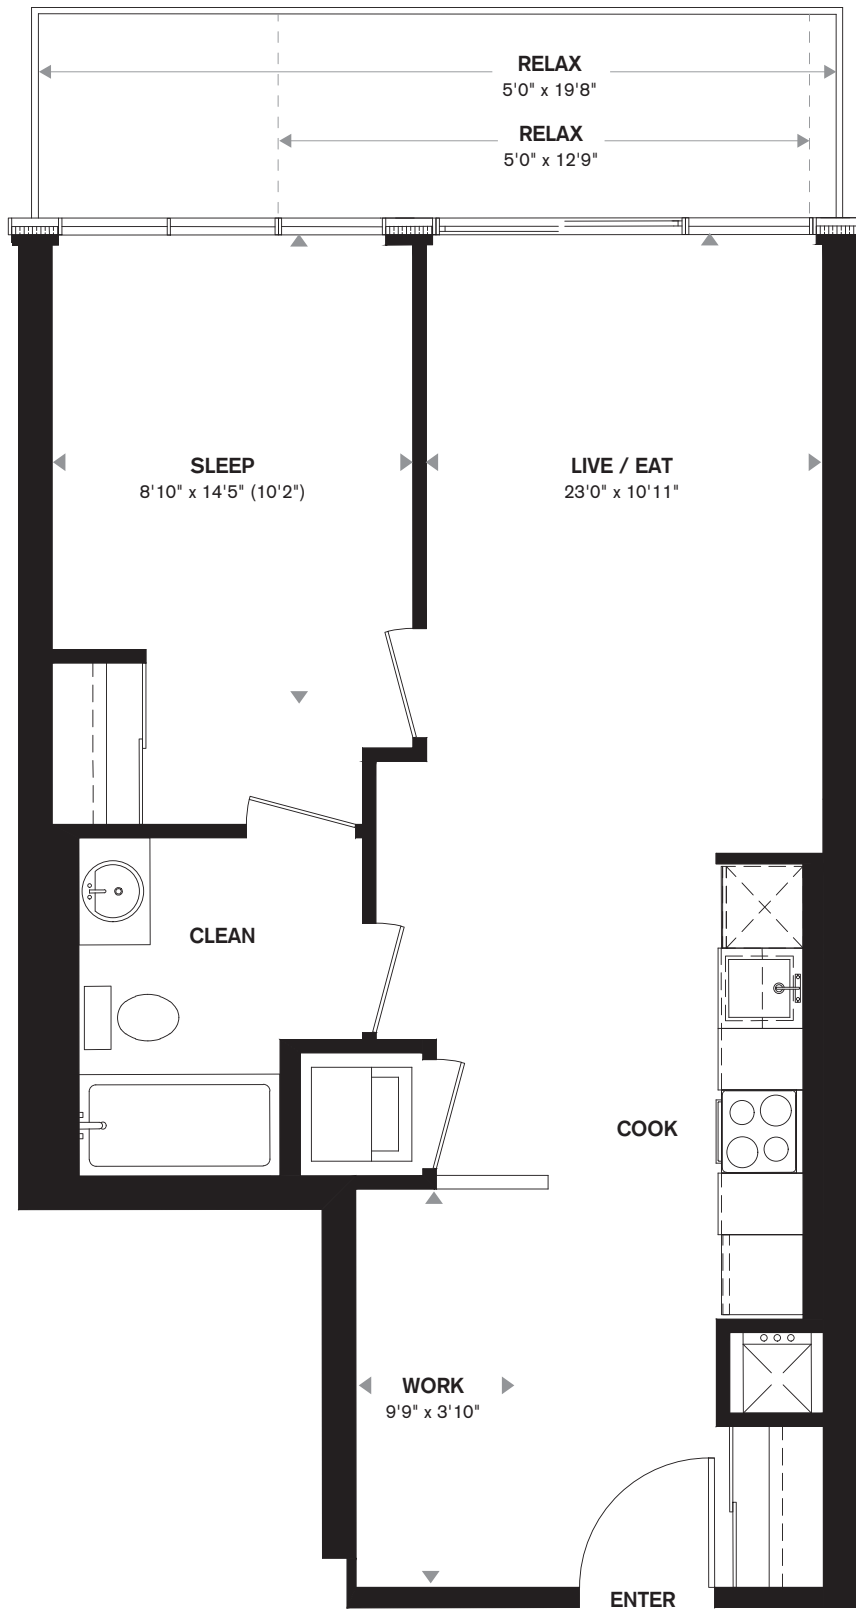 RELAX
5'0" x 19'8"
RELAX
5'0" x 12'9"
SLEEP
8'10" x 14'5" (10'2")
LIVE / EAT
23'0" x 10'11"
CLEAN
COOK
WORK
9'9" x 3'10"
ENTER